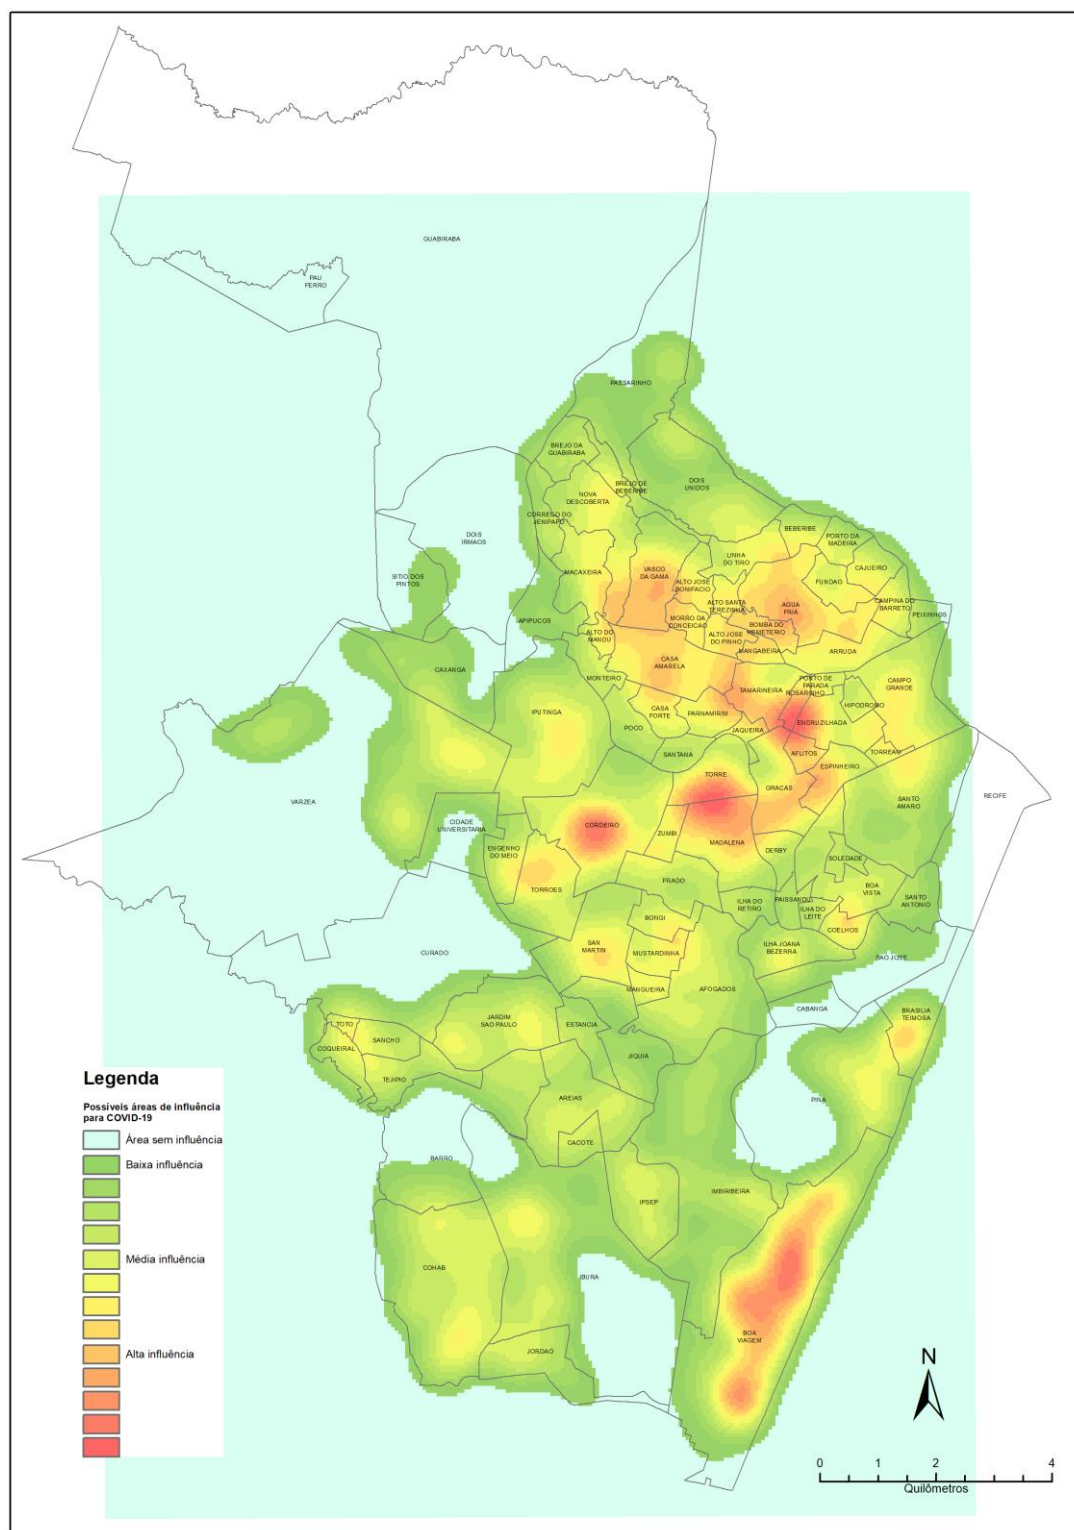 GUABIRABA
PAU
FERRO
PASSARINHO
BREJO DA
GUABIRABA
BREJO DE
BEBERIBE
DOIS
UNIDOS
NOVA
DESCOBERTA
CORREGO DO
JENIPAPO
DOIS
IRMAOS
BEBERIBE
PORTO DA
MADEIRA
LINHA
DO TIRO
CAJUEIRO
SITIO DOS
PINTOS
MACAXEIRA
VASCO
DA GAMA
ALTO JOSE
BONIFACIO
FUNDAO
ALTO SANTA
TEREZINHA
AGUA
FRIA
CAMPINA DO
BARRETO
PEIXINHOS
APIPUCOS
ALTO DO
MANDU
MORRO DA
CONCEICAO
ALTO JOSE
DO PINHO
BOMBA DO
HEMETERIO
MANGABEIRA
ARRUDA
CAXANGA
MONTEIRO
CASA
AMARELA
TAMARINEIRA
PONTO DE
PARADA
ROSARINHO
CAMPO
GRANDE
HIPODROMO
IPUTINGA
CASA
FORTE
PARNAMIRIM
JAQUEIRA
ENCRUZILHADA
POCO
SANTANA
AFLITOS
TORREAO
ESPINHEIRO
TORRE
GRACAS
VARZEA
SANTO
AMARO
RECIFE
CIDADE
UNIVERSITARIA
CORDEIRO
ZUMBI
MADALENA
DERBY
ENGENHO
DO MEIO
SOLEDADE
TORROES
PRADO
BOA
VISTA
ILHA DO
RETIRO
PAISSANDU
ILHA DO
LEITE
SANTO
ANTONIO
BONGI
COELHOS
CURADO
SAN
MARTIN
MUSTARDINHA
ILHA JOANA
BEZERRA
SAO JOSE
MANGUEIRA
AFOGADOS
CABANGA
BRASILIA
TEIMOSA
TOTO
JARDIM
SAO PAULO
ESTANCIA
COQUEIRAL
SANCHO
JIQUIA
TEJIPIO
AREIAS
PINA
CACOTE
BARRO
IPSEP
IMBIRIBEIRA
COHAB
IBURA
BOA
VIAGEM
JORDAO
Legenda
Possíveis áreas de influência
para COVID-19
Área sem influência
Baixa influência
Média influência
Alta influência
N
0 1 2 4
Quilômetros